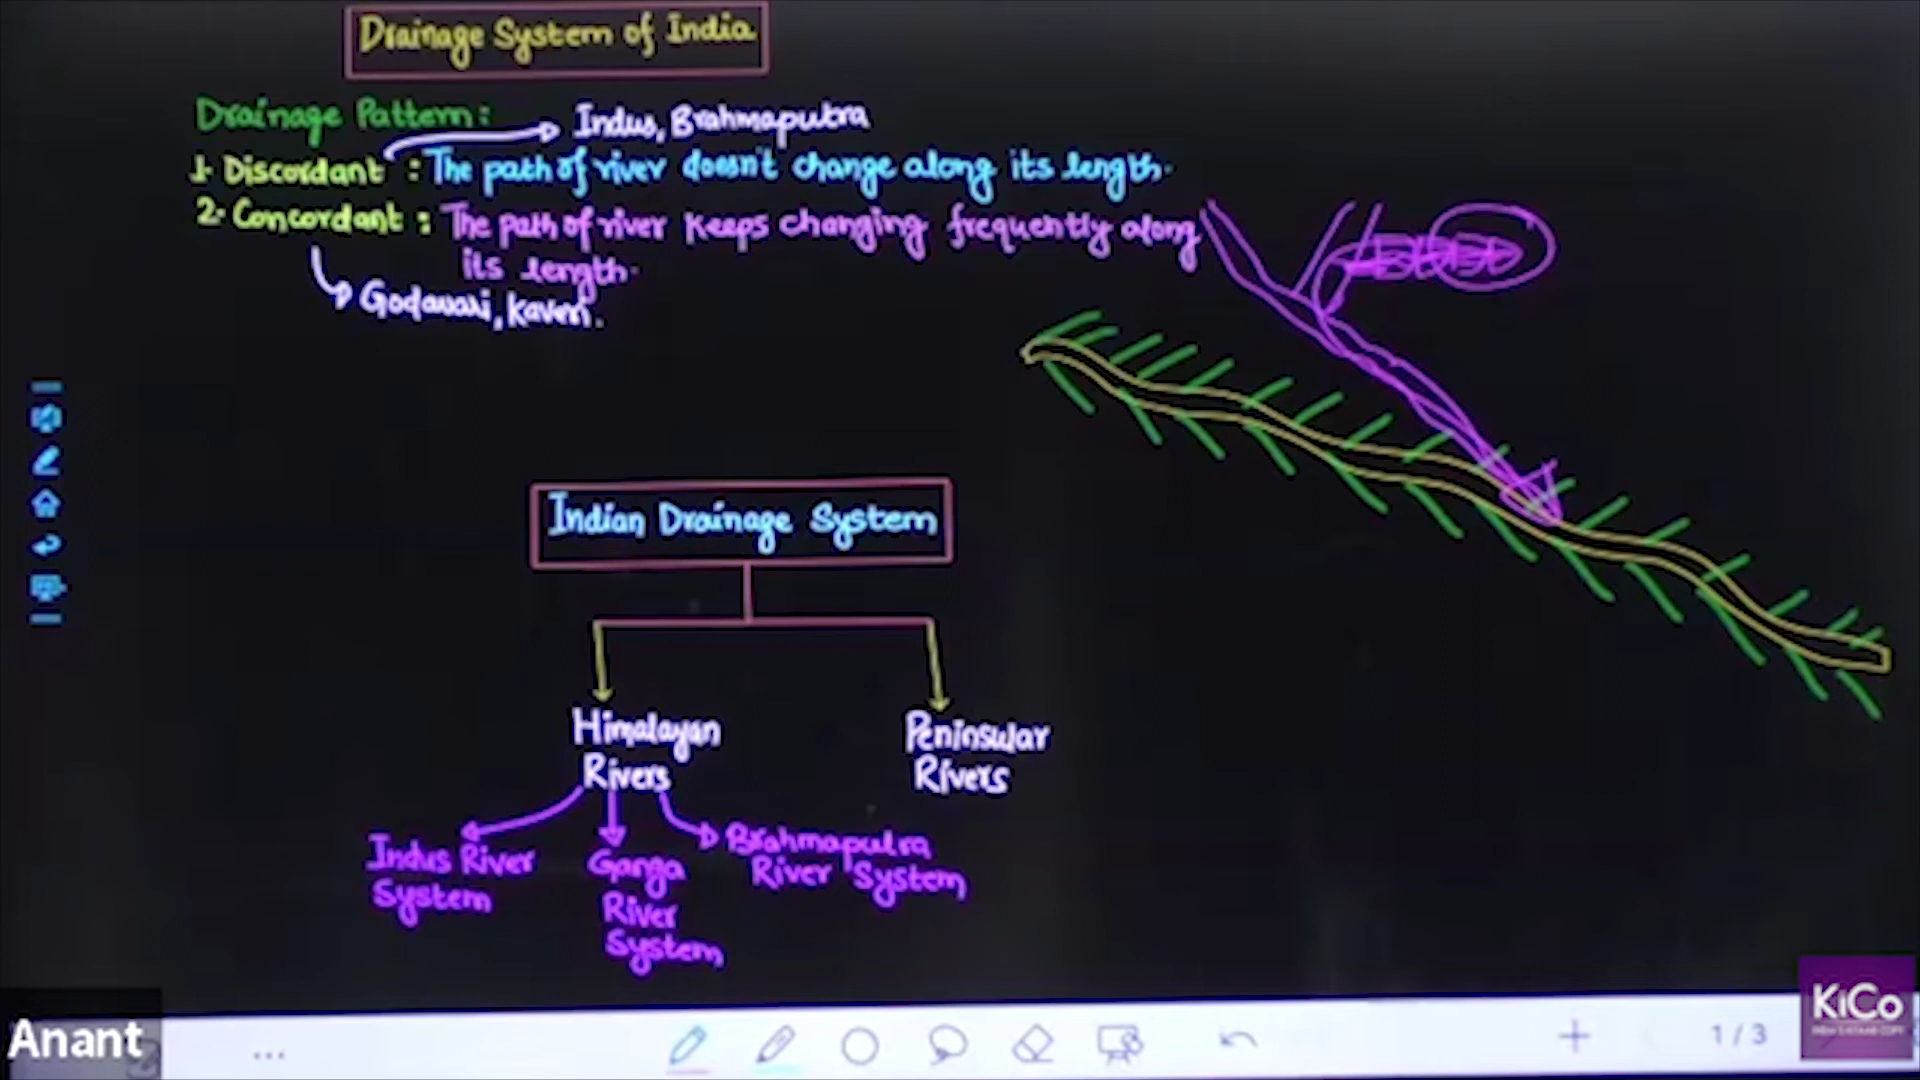 Drainage System of India
Drainage Pattern:
Indus, Brahmaputra
1. Discordant : The path of river doesn't change along its length.
2. Concordant : The path of river keeps changing frequently along
its length.
Godavari, Kaveri.
Indian Drainage System
Himalayan
Rivers
Peninsular
Rivers
Indus River
System
Ganga
River
System
Brahmaputra
River System
Anant
1/3
KiCo